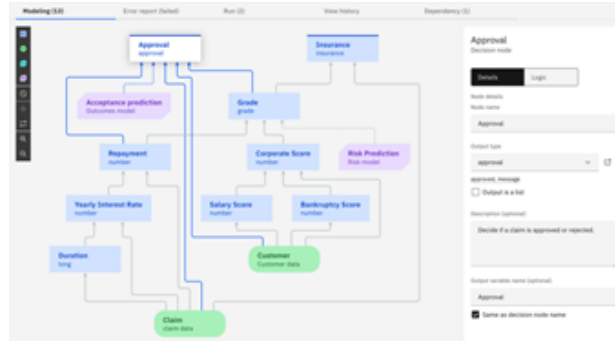 Modeling (12)
Error report (failed)
Run (2)
View history
Dependency (1)
Approval
approval
Insurance
insurance
Acceptance prediction
Outcomes model
Grade
grade
Repayment
number
Corporate Score
number
Risk Prediction
Risk model
Yearly Interest Rate
number
Salary Score
number
Bankruptcy Score
number
Duration
long
Customer
Customer data
Claim
claim data
Approval
Decision node
Details
Logic
Node details
Node name
Approval
Output type
approval
approved, message
Output is a list
Description (optional)
Decide if a claim is approved or rejected.
Output variable name (optional)
Approval
Same as decision node name